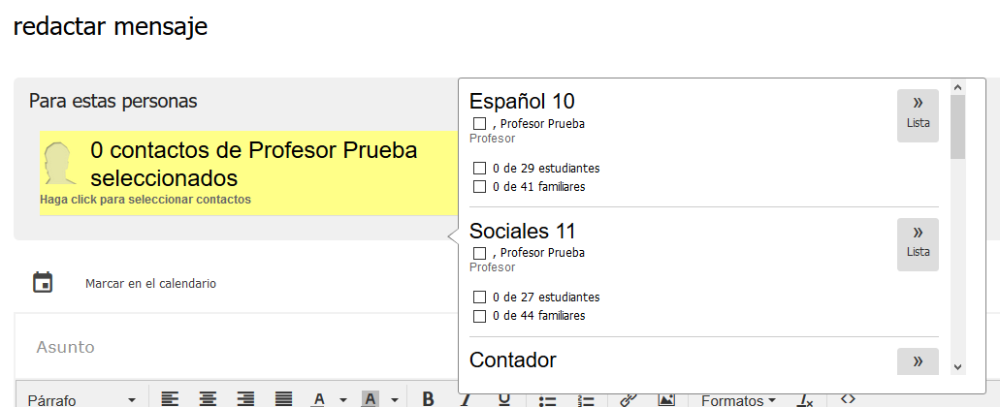 redactar mensaje
Para estas personas
0 contactos de Profesor Prueba
seleccionados
Haga click para seleccionar contactos
Marcar en el calendario
Asunto
Párrafo
A
A
B
I
U
Formatos
Español 10
, Profesor Prueba
Profesor
0 de 29 estudiantes
0 de 41 familiares
»
Lista
Sociales 11
, Profesor Prueba
Profesor
0 de 27 estudiantes
0 de 44 familiares
»
Lista
Contador
»